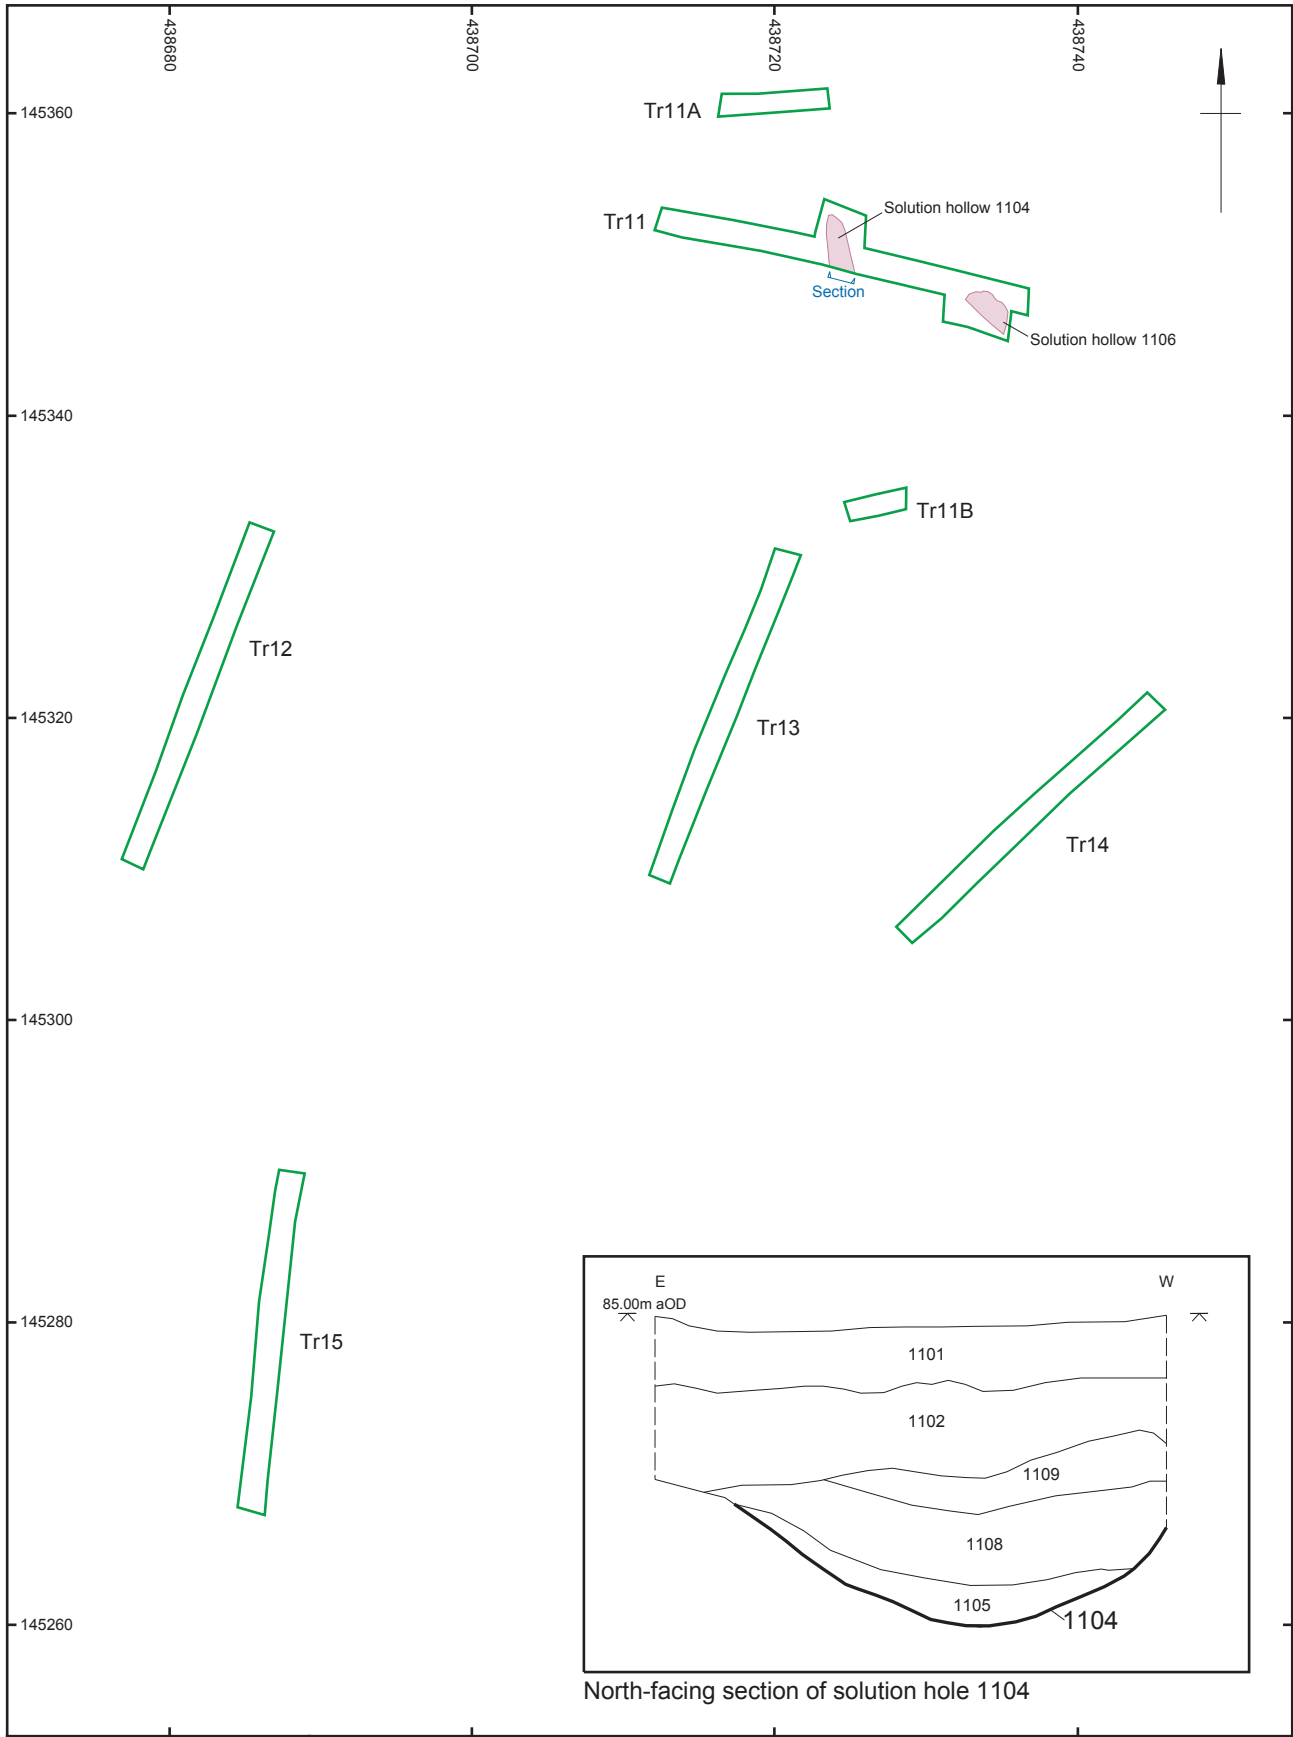 438680
438700
438720
438740
145360
Tr11A
Tr11
Solution hollow 1104
Section
Solution hollow 1106
145340
Tr11B
Tr12
145320
Tr13
Tr14
145300
145280
Tr15
E
W
85.00m aOD
1101
1102
1109
1108
1105
1104
145260
North-facing section of solution hole 1104